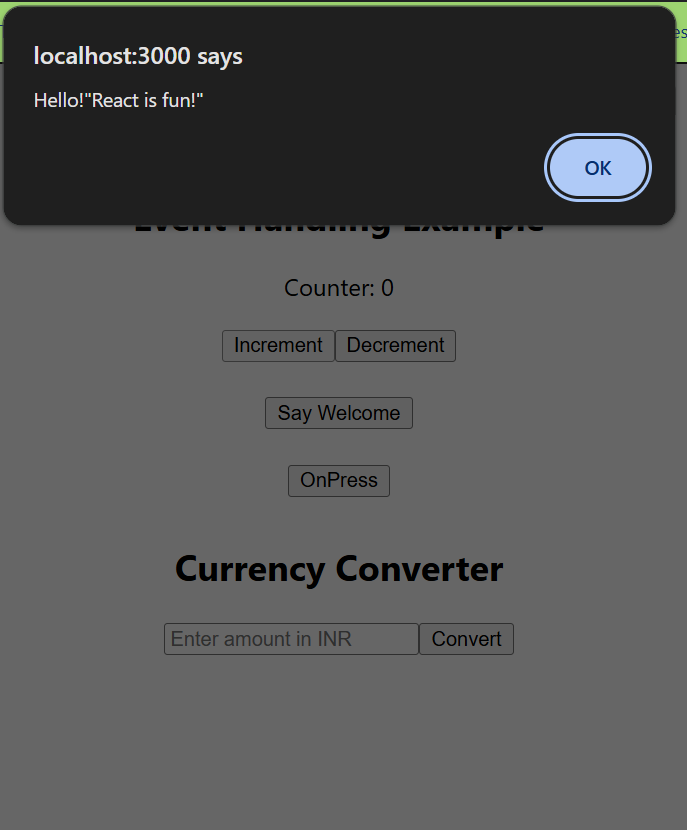 localhost:3000 says
Hello!"React is fun!"
OK
Event Handling Example
Counter: 0
Increment Decrement
Say Welcome
OnPress
Currency Converter
Enter amount in INR Convert